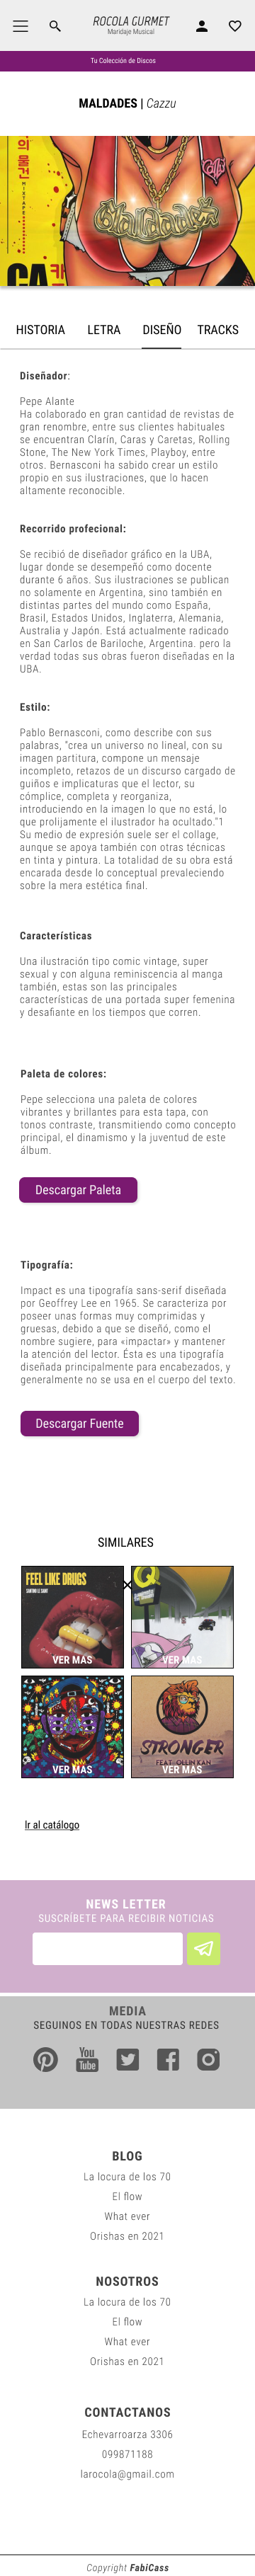 ROCOLA GURMET
Maridaje Musical
Tu Colección de Discos
MALDADES | Cazzu
의
물건
Maldades
CA
HISTORIA LETRA DISEÑO TRACKS
Diseñador:
Pepe Alante
Ha colaborado en gran cantidad de revistas de
gran renombre, entre sus clientes habituales
se encuentran Clarín, Caras y Caretas, Rolling
Stone, The New York Times, Playboy, entre
otros. Bernasconi ha sabido crear un estilo
propio en sus ilustraciones, que lo hacen
altamente reconocible.
Recorrido profecional:
Se recibió de diseñador gráfico en la UBA,
lugar donde se desempeñó como docente
durante 6 años. Sus ilustraciones se publican
no solamente en Argentina, sino también en
distintas partes del mundo como España,
Brasil, Estados Unidos, Inglaterra, Alemania,
Australia y Japón. Está actualmente radicado
en San Carlos de Bariloche, Argentina. pero la
verdad todas sus obras fueron diseñadas en la
UBA.
Estilo:
Pablo Bernasconi, como describe con sus
palabras, "crea un universo no lineal, con su
imagen partitura, compone un mensaje
incompleto, retazos de un discurso cargado de
guiños e implicaturas que el lector, su
cómplice, completa y reorganiza,
introduciendo en la imagen lo que no está, lo
que prolijamente el ilustrador ha ocultado."1
Su medio de expresión suele ser el collage,
aunque se apoya también con otras técnicas
en tinta y pintura. La totalidad de su obra está
encarada desde lo conceptual prevaleciendo
sobre la mera estética final.
Características
Una ilustración tipo comic vintage, super
sexual y con alguna reminiscencia al manga
también, estas son las principales
características de una portada super femenina
y desafiante en los tiempos que corren.
Paleta de colores:
Pepe selecciona una paleta de colores
vibrantes y brillantes para esta tapa, con
tonos contraste, transmitiendo como concepto
principal, el dinamismo y la juventud de este
álbum.
Descargar Paleta
Tipografía:
Impact es una tipografía sans-serif diseñada
por Geoffrey Lee en 1965. Se caracteriza por
poseer unas formas muy comprimidas y
gruesas, debido a que se diseñó, como el
nombre sugiere, para «impactar» y mantener
la atención del lector. Ésta es una tipografía
diseñada principalmente para encabezados, y
generalmente no se usa en el cuerpo del texto.
Descargar Fuente
SIMILARES
FEEL LIKE DRUGS
SANTINO LE SAINT
VER MAS
Q
VER MAS
VER MAS
STRONGER
FEAT. OLLIN KAN
VER MAS
Ir al catálogo
NEWS LETTER
SUSCRÍBETE PARA RECIBIR NOTICIAS
MEDIA
SEGUINOS EN TODAS NUESTRAS REDES
You
Tube
BLOG
La locura de los 70
El flow
What ever
Orishas en 2021
NOSOTROS
La locura de los 70
El flow
What ever
Orishas en 2021
CONTACTANOS
Echevarroarza 3306
099871188
larocola@gmail.com
Copyright FabiCass